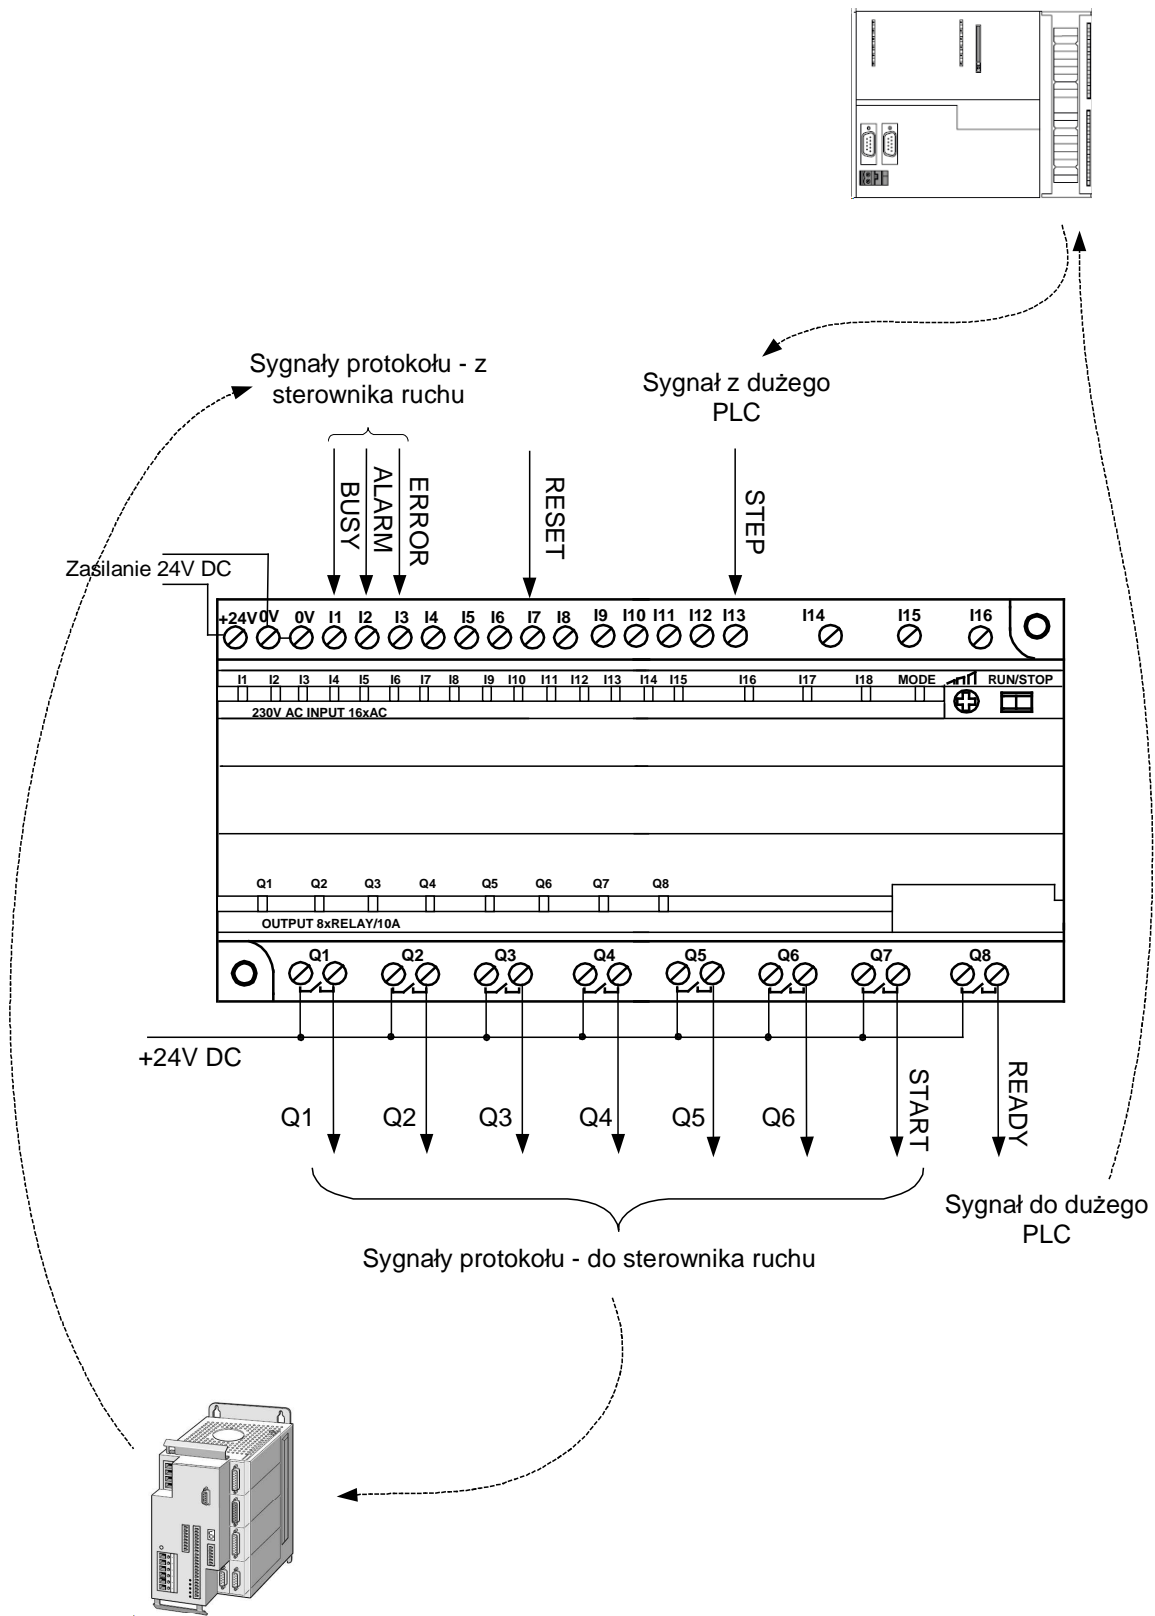 Sygnały protokołu - z
sterownika ruchu
Sygnał z dużego
PLC
BUSY
ALARM
ERROR
RESET
STEP
Zasilanie 24V DC
+24V 0V 0V I1 I2 I3 I4 I5 I6 I7 I8 I9 I10 I11 I12 I13 I14 I15 I16
I1 I2 I3 I4 I5 I6 I7 I8 I9 I10 I11 I12 I13 I14 I15 I16 I17 I18 MODE RUN/STOP
230V AC INPUT 16xAC
Q1 Q2 Q3 Q4 Q5 Q6 Q7 Q8
OUTPUT 8xRELAY/10A
Q1 Q2 Q3 Q4 Q5 Q6 Q7 Q8
+24V DC
Q1 Q2 Q3 Q4 Q5 Q6
START
READY
Sygnał do dużego
PLC
Sygnały protokołu - do sterownika ruchu